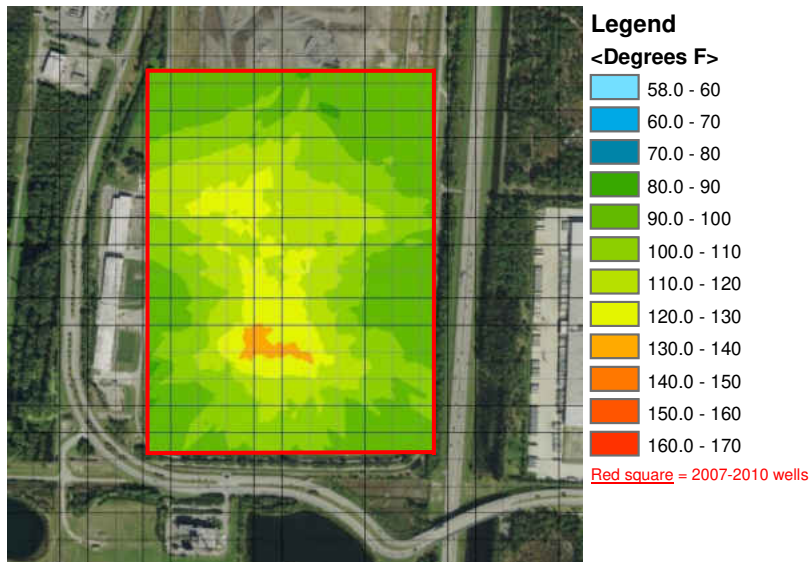 Legend
<Degrees F>
58.0 - 60
60.0 - 70
70.0 - 80
80.0 - 90
90.0 - 100
100.0 - 110
110.0 - 120
120.0 - 130
130.0 - 140
140.0 - 150
150.0 - 160
160.0 - 170
Red square = 2007-2010 wells